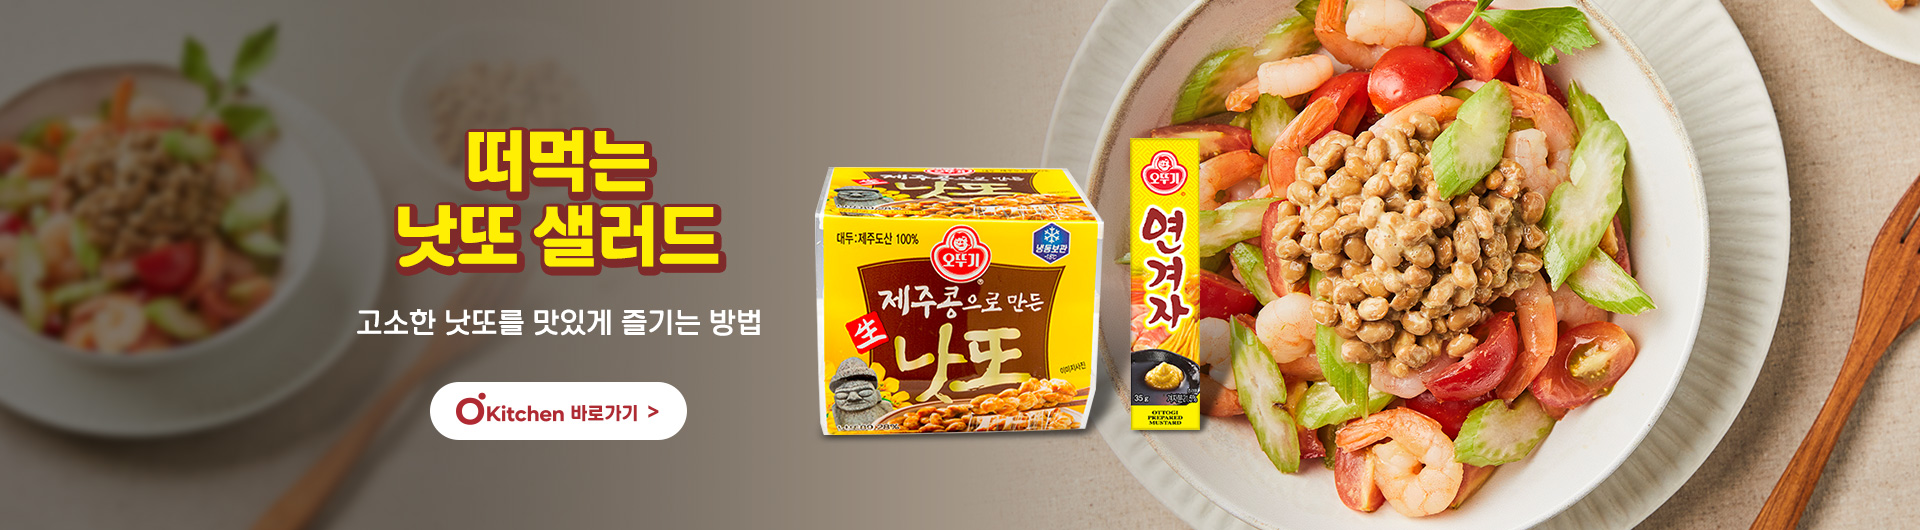 떠먹는
낫또 샐러드
고소한 낫또를 맛있게 즐기는 방법
OKitchen 바로가기 >
낫또
대두:제주도산 100%
오뚜기
냉동보관
-18℃
제주콩으로 만든
生
낫또
이미지사진
오뚜기
연겨자
35g
OTTOGI
PREPARED
MUSTARD